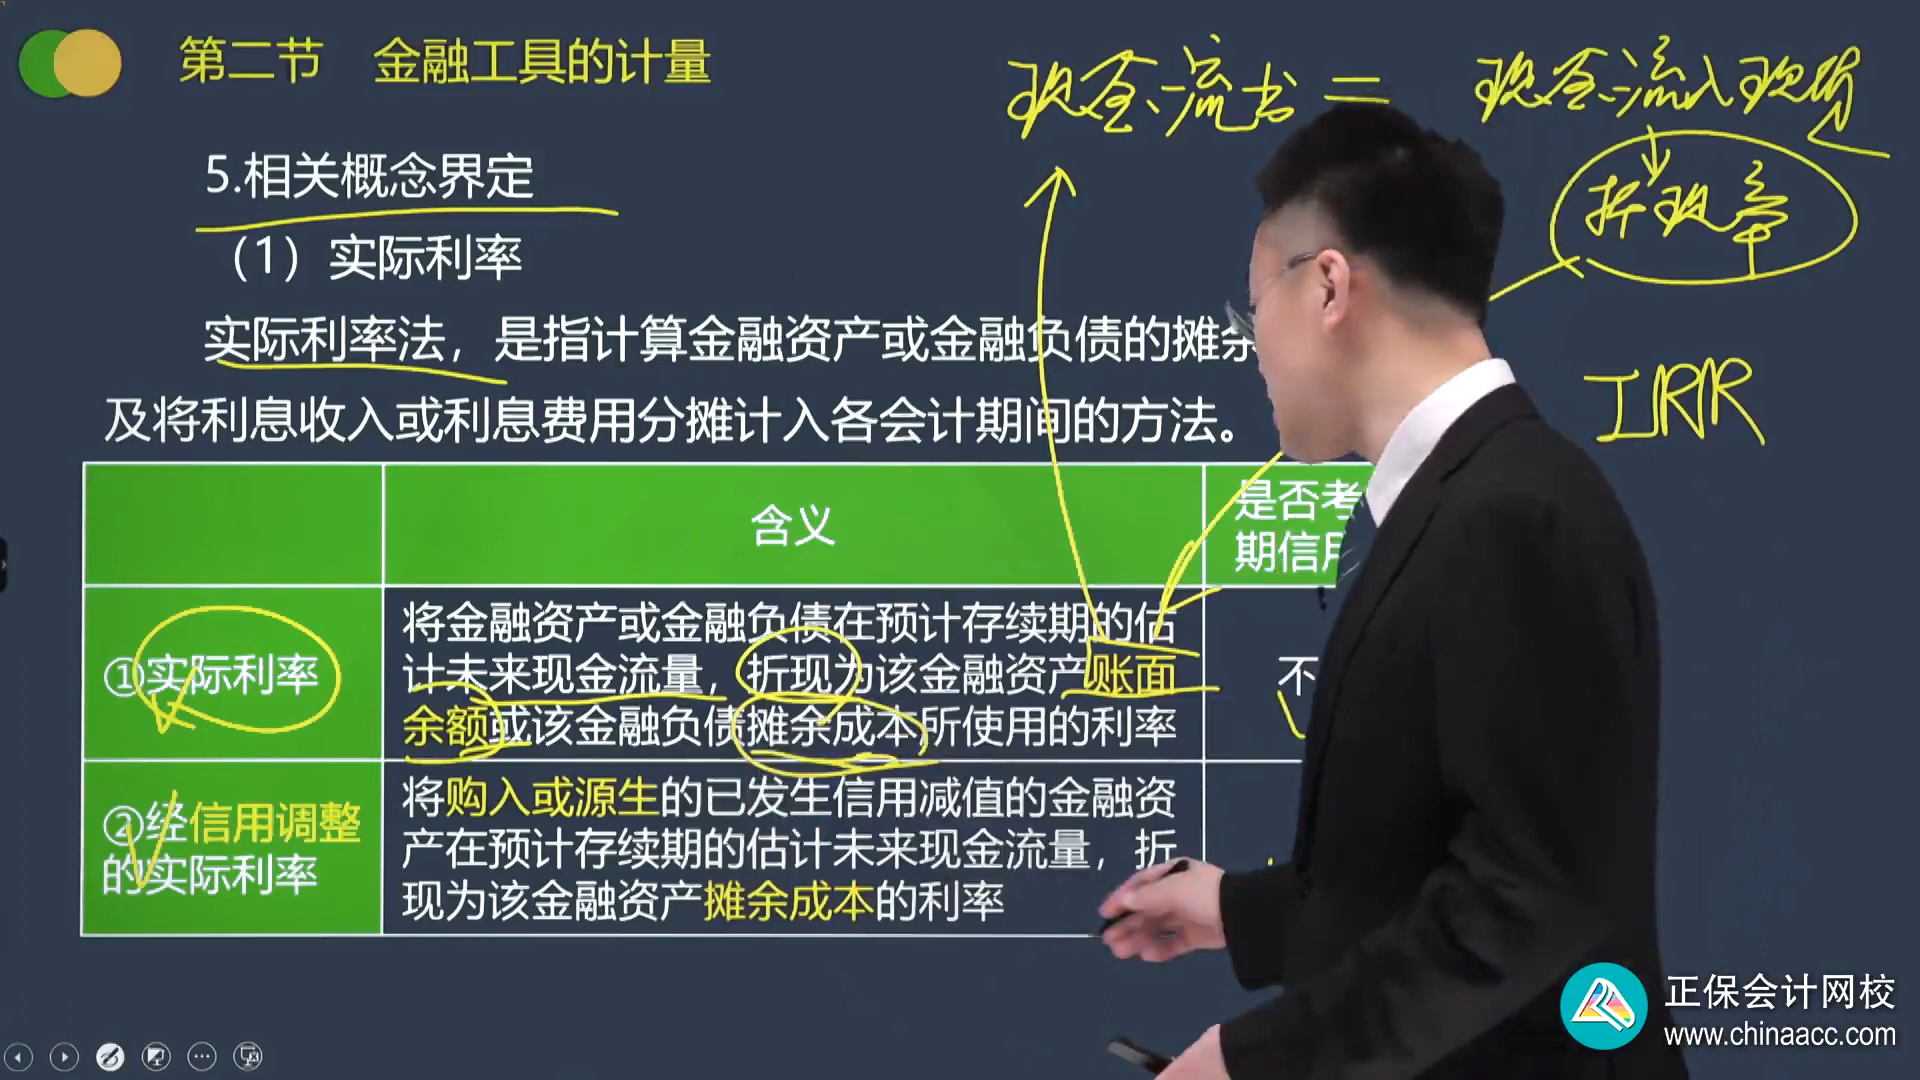 第二节 金融工具的计量
现金流出 = 现金流入现值
折现率
IRR
5.相关概念界定
（1）实际利率
实际利率法，是指计算金融资产或金融负债的摊余
及将利息收入或利息费用分摊计入各会计期间的方法。
含义
是否考
期信用
①实际利率
将金融资产或金融负债在预计存续期的估
计未来现金流量，折现为该金融资产账面
余额或该金融负债摊余成本所使用的利率
不
②经信用调整
的实际利率
将购入或源生的已发生信用减值的金融资
产在预计存续期的估计未来现金流量，折
现为该金融资产摊余成本的利率
正保会计网校
www.chinaacc.com